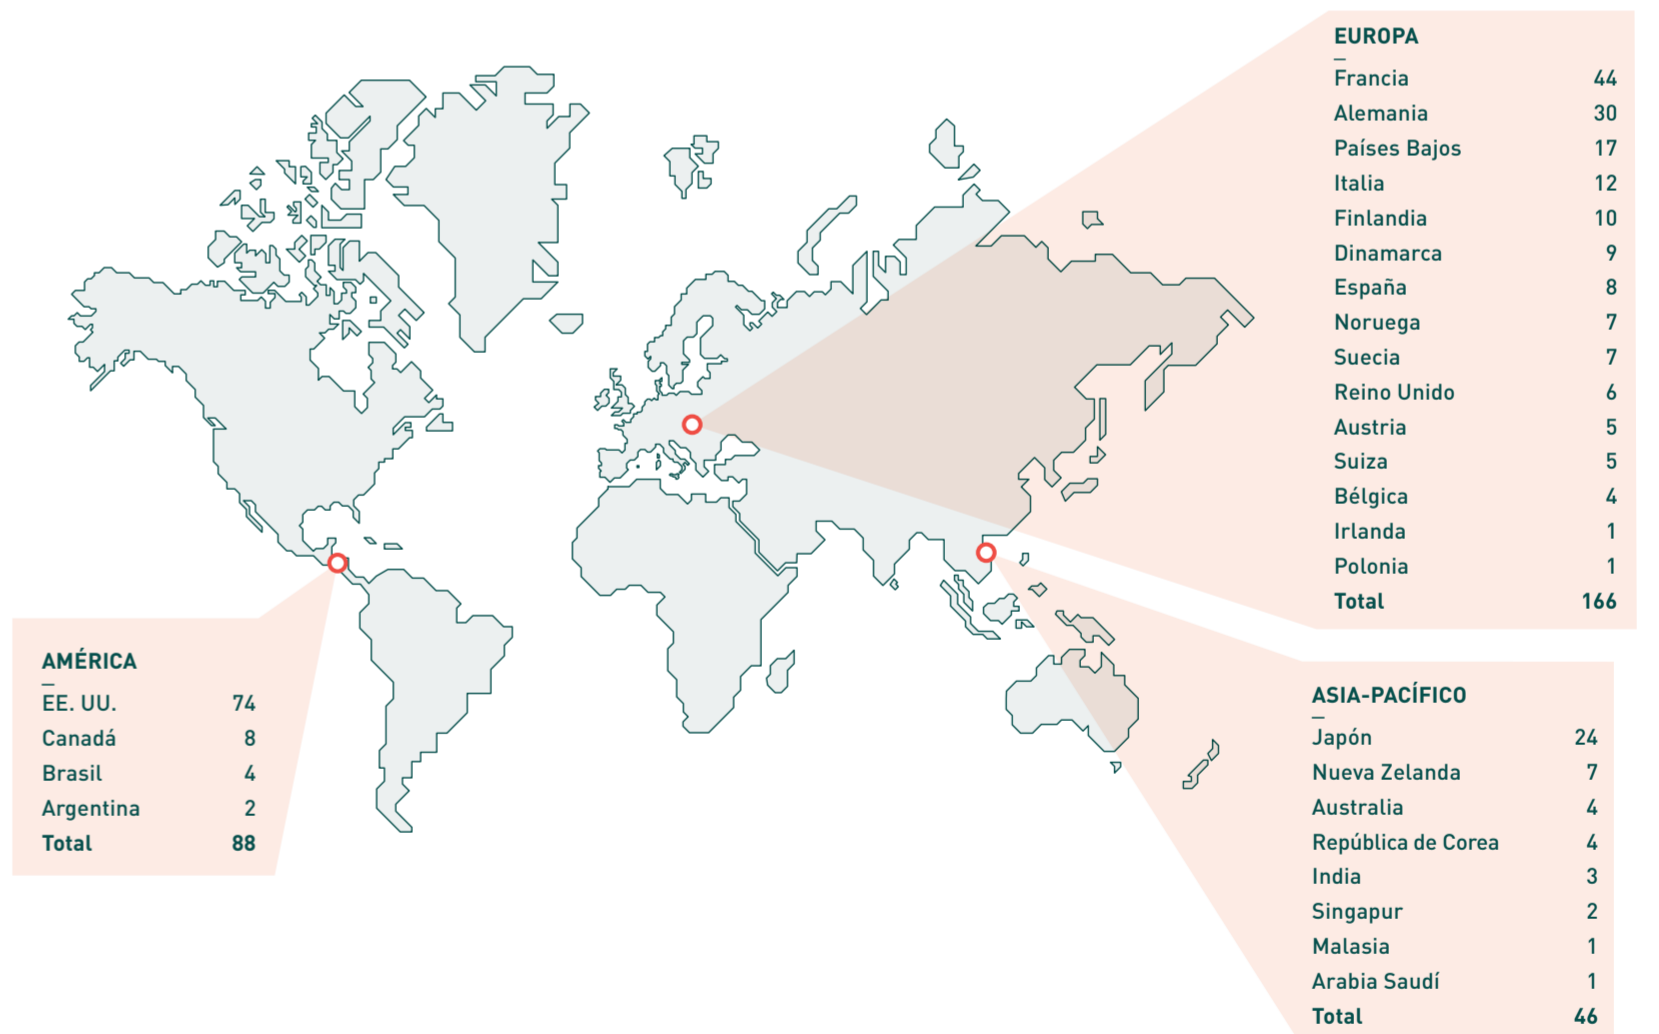 EUROPA
Francia 44
Alemania 30
Países Bajos 17
Italia 12
Finlandia 10
Dinamarca 9
España 8
Noruega 7
Suecia 7
Reino Unido 6
Austria 5
Suiza 5
Bélgica 4
Irlanda 1
Polonia 1
Total 166
AMÉRICA
EE. UU. 74
Canadá 8
Brasil 4
Argentina 2
Total 88
ASIA-PACÍFICO
Japón 24
Nueva Zelanda 7
Australia 4
República de Corea 4
India 3
Singapur 2
Malasia 1
Arabia Saudí 1
Total 46